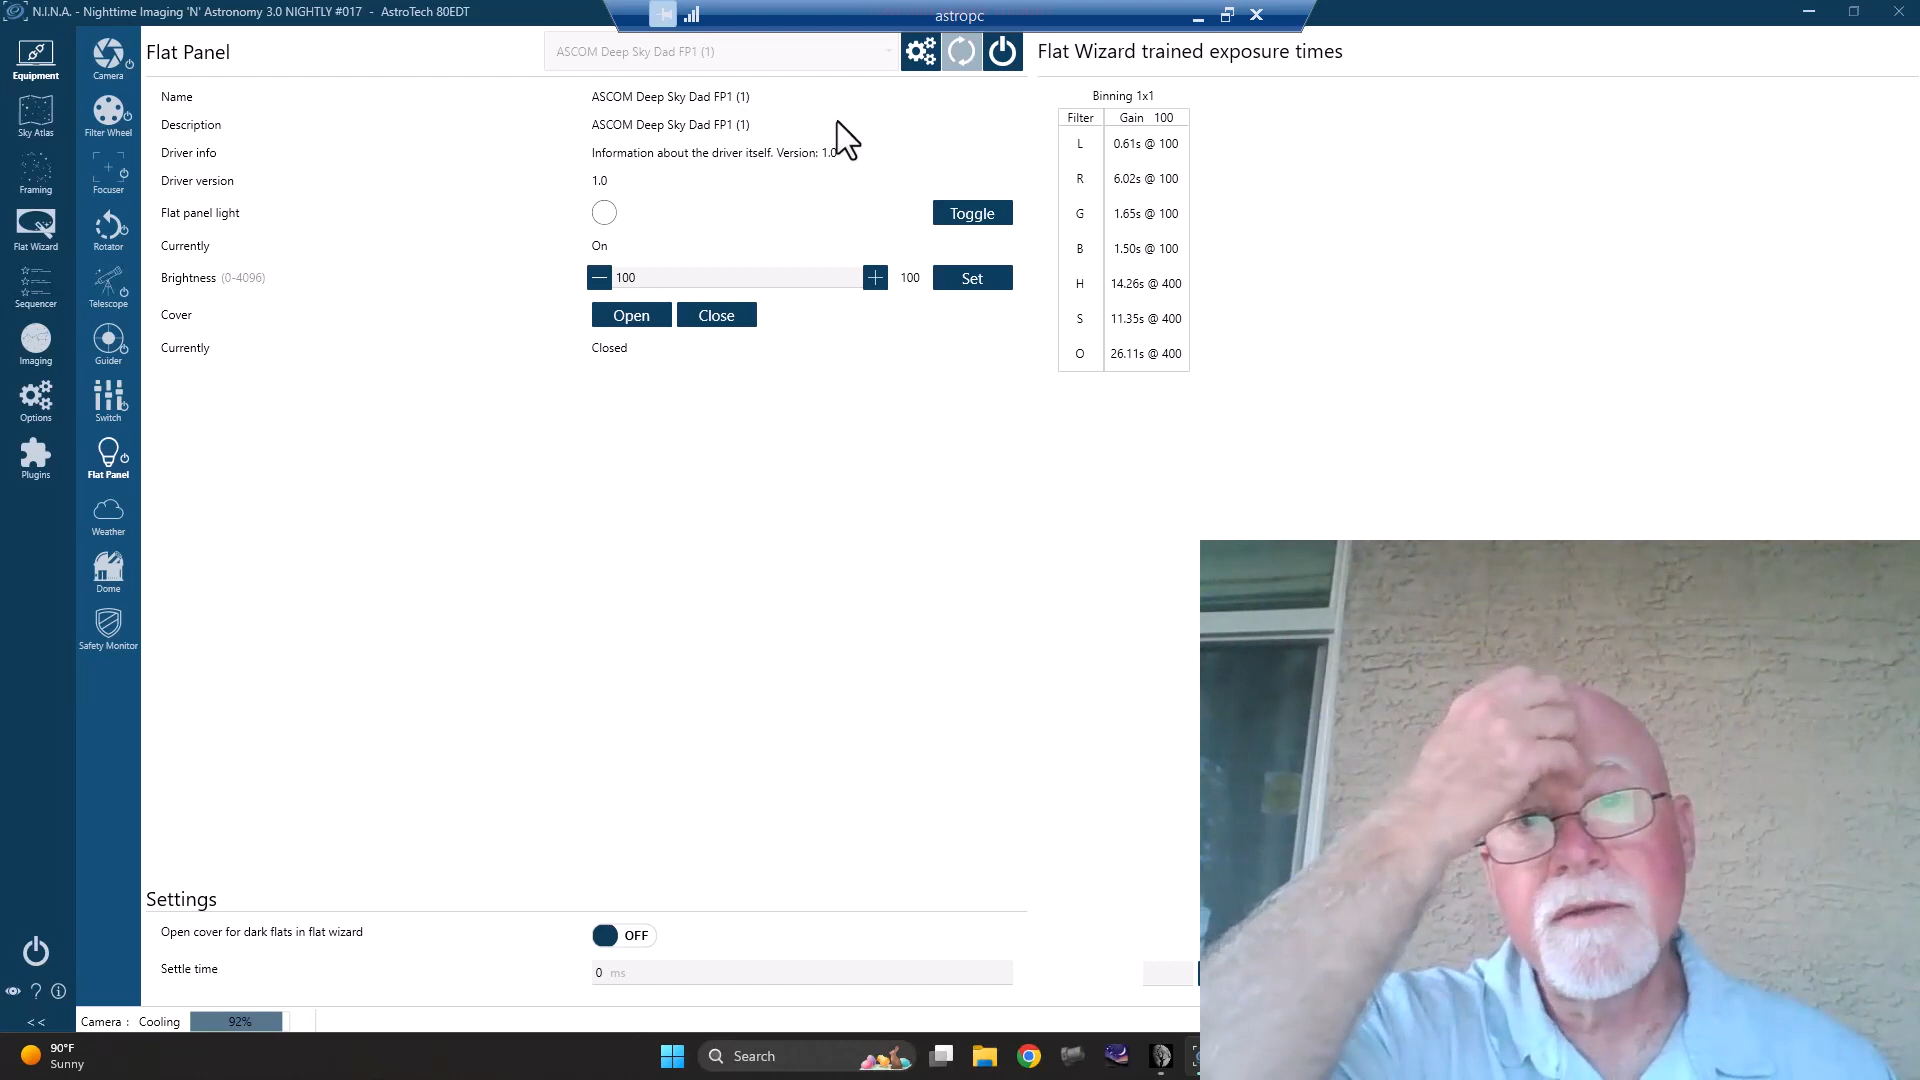 N.I.N.A. - Nighttime Imaging 'N' Astronomy 3.0 NIGHTLY #017 - AstroTech 80EDT
astropc
Equipment
Sky Atlas
Framing
Flat Wizard
Sequencer
Imaging
Options
Plugins
<<
Camera
Filter Wheel
Focuser
Rotator
Telescope
Guider
Switch
Flat Panel
Weather
Dome
Safety Monitor
Flat Panel
ASCOM Deep Sky Dad FP1 (1)
Name ASCOM Deep Sky Dad FP1 (1)
Description ASCOM Deep Sky Dad FP1 (1)
Driver info Information about the driver itself. Version: 1.0
Driver version 1.0
Flat panel light Toggle
Currently On
Brightness (0-4096) 100 100 Set
Cover Open Close
Currently Closed
Flat Wizard trained exposure times
Binning 1x1
Filter Gain 100
L 0.61s @ 100
R 6.02s @ 100
G 1.65s @ 100
B 1.50s @ 100
H 14.26s @ 400
S 11.35s @ 400
O 26.11s @ 400
Settings
Open cover for dark flats in flat wizard OFF
Settle time 0 ms
Camera : Cooling 92%
90°F
Sunny
Search